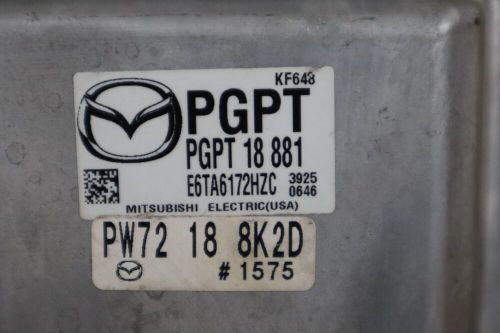 KF648
PGPT
PGPT 18 881
E6TA6172HZC 3925
0646
MITSUBISHI ELECTRIC(USA)
PW72 18 8K2D
#1575